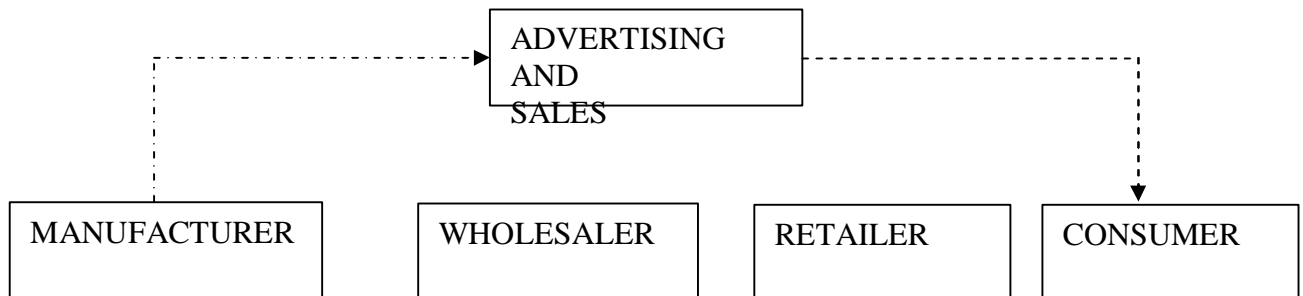 ADVERTISING
AND
SALES
MANUFACTURER
WHOLESALER
RETAILER
CONSUMER